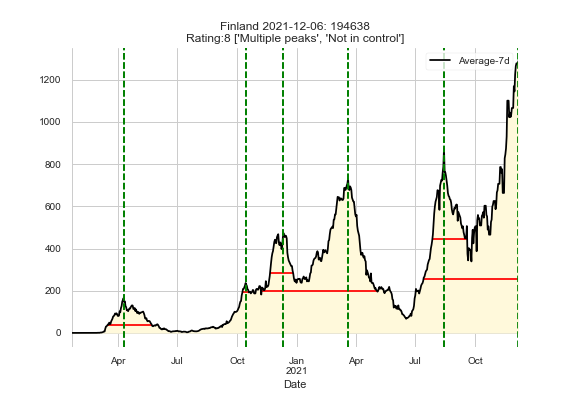 Finland 2021-12-06: 194638
Rating:8 ['Multiple peaks', 'Not in control']
Average-7d
1200
1000
800
600
400
200
0
Apr Jul Oct Jan Apr Jul Oct
2021
Date